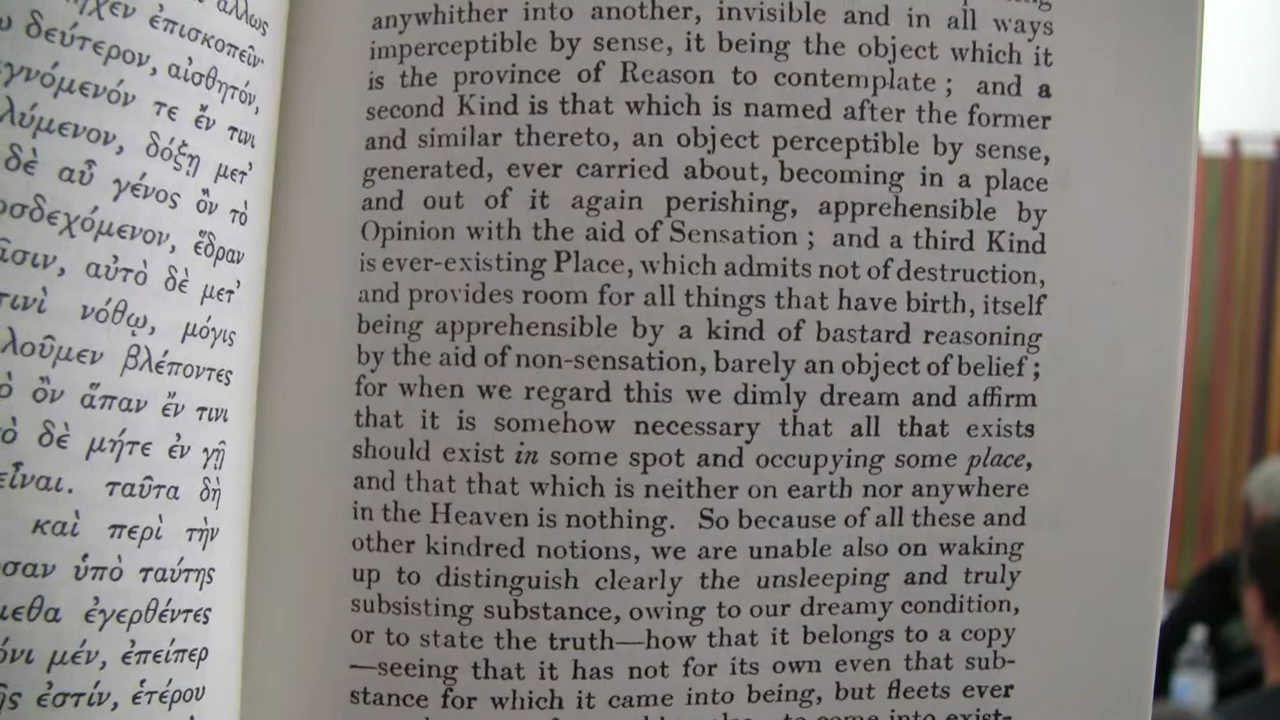 ἄλλως
ἐπισκοπεῖν·
δεύτερον, αἰσθητόν,
τε ἔν τινι
δόξῃ μετ'
δὲ αὖ γένος ὂν τὸ
ἕδραν
αὐτὸ δὲ μετ'
νόθῳ, μόγις
βλέποντες
ὂν ἅπαν ἔν τινι
δὲ μήτε ἐν γῇ
εἶναι. ταῦτα δὴ
καὶ περὶ τὴν
ὑπὸ ταύτης
ἐγερθέντες
μέν, ἐπείπερ
ἐστίν, ἑτέρου
anywhither into another, invisible and in all ways
imperceptible by sense, it being the object which it
is the province of Reason to contemplate ; and a
second Kind is that which is named after the former
and similar thereto, an object perceptible by sense,
generated, ever carried about, becoming in a place
and out of it again perishing, apprehensible by
Opinion with the aid of Sensation ; and a third Kind
is ever-existing Place, which admits not of destruction,
and provides room for all things that have birth, itself
being apprehensible by a kind of bastard reasoning
by the aid of non-sensation, barely an object of belief ;
for when we regard this we dimly dream and affirm
that it is somehow necessary that all that exists
should exist in some spot and occupying some place,
and that that which is neither on earth nor anywhere
in the Heaven is nothing. So because of all these and
other kindred notions, we are unable also on waking
up to distinguish clearly the unsleeping and truly
subsisting substance, owing to our dreamy condition,
or to state the truth—how that it belongs to a copy
—seeing that it has not for its own even that sub-
stance for which it came into being, but fleets ever